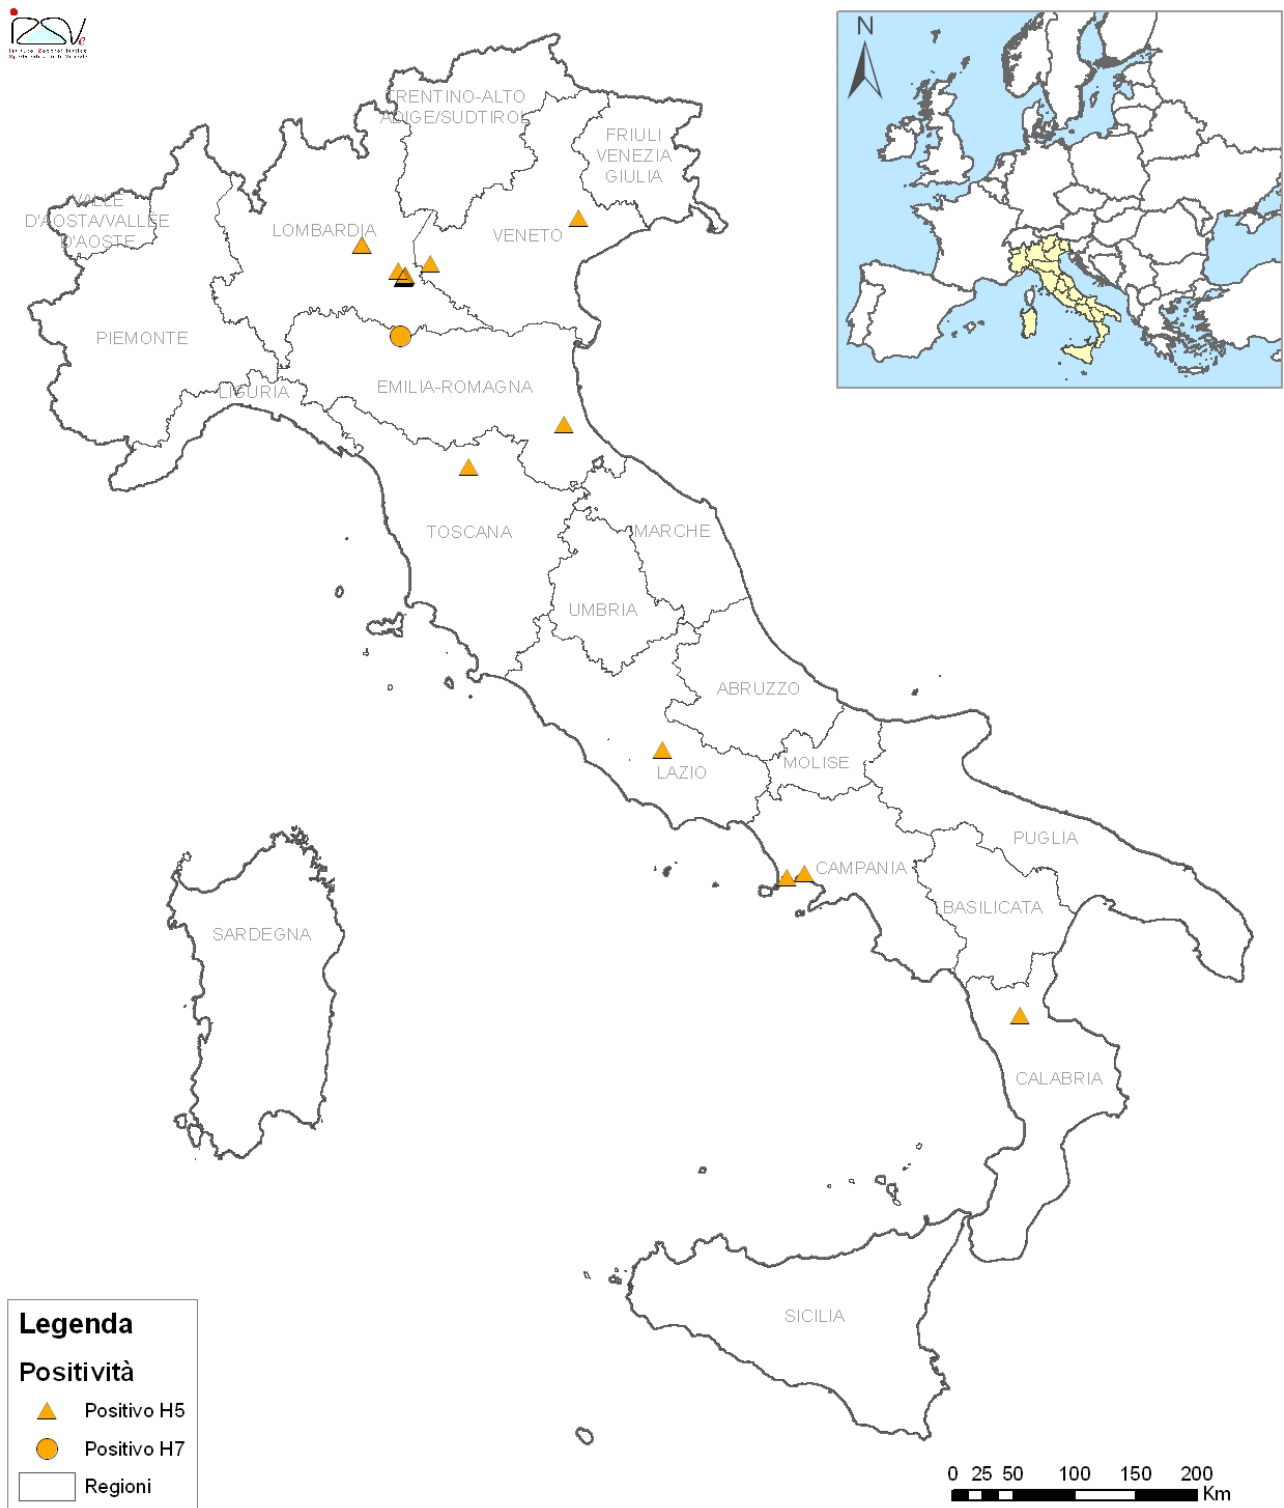 N
TRENTINO-ALTO
ADIGE/SUDTIROL
FRIULI
VENEZIA
GIULIA
VALLE
D'AOSTA/VALLÉE
D'AOSTE
LOMBARDIA
VENETO
PIEMONTE
EMILIA-ROMAGNA
LIGURIA
TOSCANA
MARCHE
UMBRIA
ABRUZZO
LAZIO
MOLISE
PUGLIA
CAMPANIA
BASILICATA
SARDEGNA
CALABRIA
SICILIA
Legenda
Positività
Positivo H5
Positivo H7
Regioni
0 25 50 100 150 200
Km